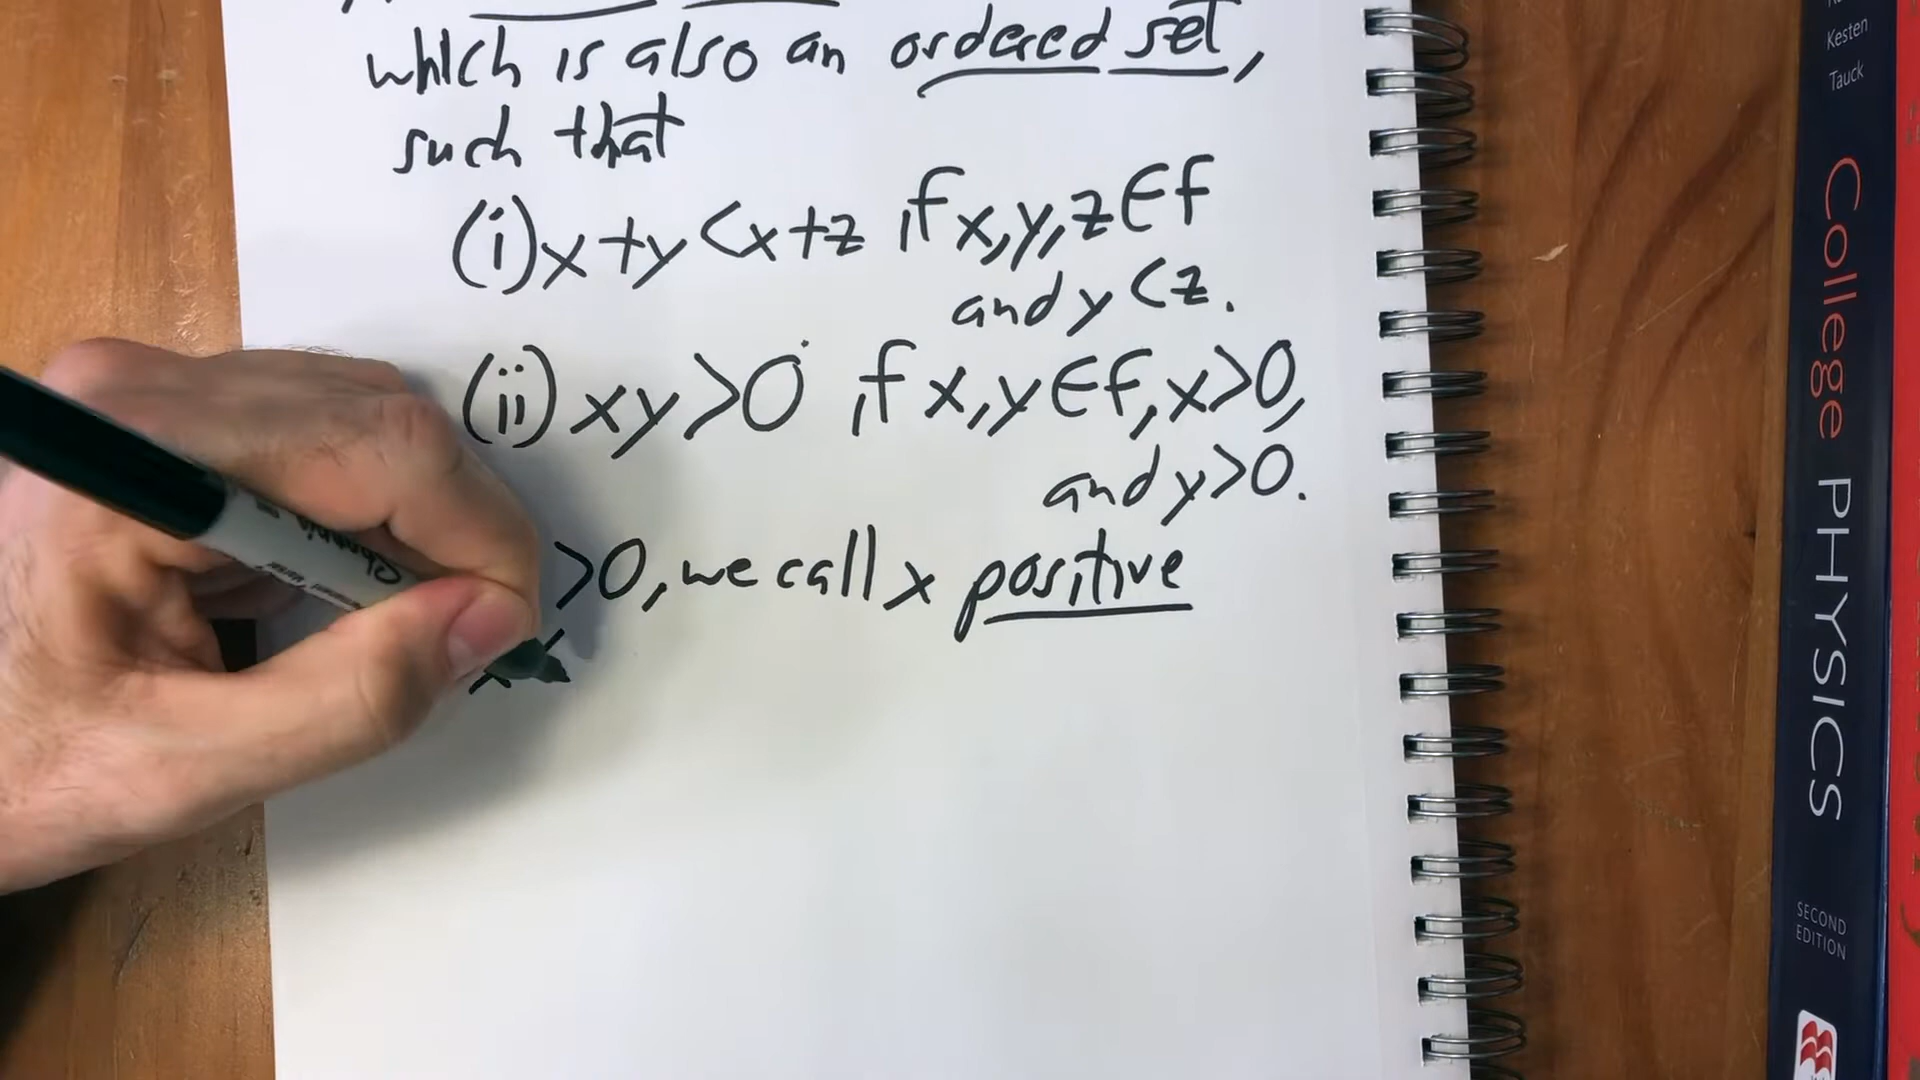 which is also an ordered set,
such that
(i) x+y<x+z if x,y,z∈F
and y<z.
(ii) xy>0 if x,y∈F, x>0,
and y>0.
>0, we call x positive
x
Sharpie
Kesten
Tauck
College PHYSICS
SECOND
EDITION